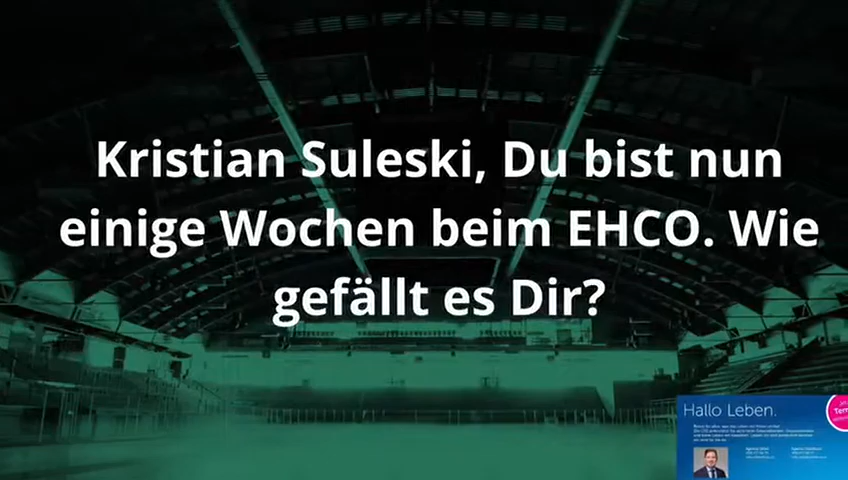 Kristian Suleski, Du bist nun
einige Wochen beim EHCO. Wie
gefällt es Dir?
Hallo Leben.